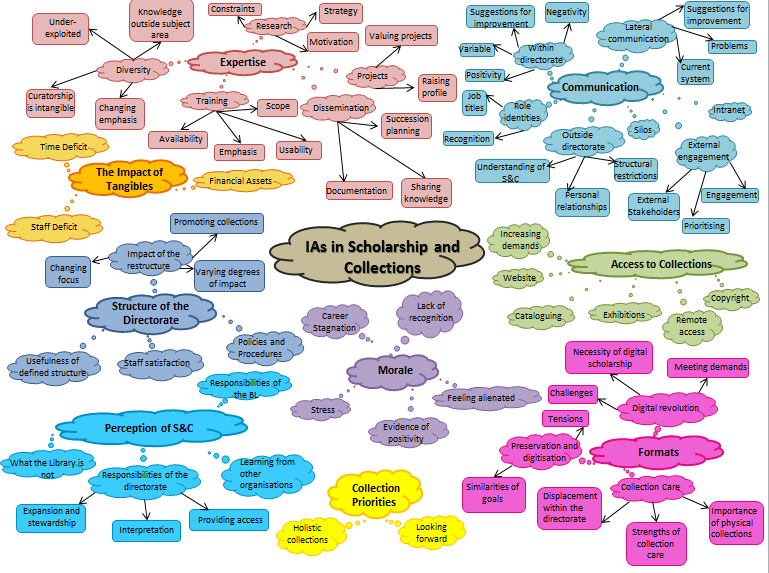 Constraints
Research
Strategy
Motivation
Knowledge
outside subject
area
Under-
exploited
Diversity
Curatorship
is intangible
Changing
emphasis
Expertise
Valuing projects
Projects
Raising
profile
Training
Scope
Availability
Emphasis
Usability
Dissemination
Succession
planning
Documentation
Sharing
knowledge
Suggestions for
improvement
Negativity
Variable
Within
directorate
Positivity
Lateral
communication
Suggestions for
improvement
Problems
Current
system
Communication
Job
titles
Role
identities
Recognition
Intranet
Silos
Outside
directorate
External
engagement
Understanding of
S&C
Structural
restrictions
Personal
relationships
External
Stakeholders
Engagement
Prioritising
Time Deficit
The Impact of
Tangibles
Financial Assets
Staff Deficit
IAs in Scholarship and
Collections
Promoting collections
Impact of the
restructure
Changing
focus
Varying degrees
of impact
Structure of the
Directorate
Policies and
Procedures
Usefulness of
defined structure
Staff satisfaction
Increasing
demands
Access to Collections
Website
Cataloguing
Exhibitions
Copyright
Remote
access
Career
Stagnation
Lack of
recognition
Morale
Stress
Feeling alienated
Evidence of
positivity
Responsibilities of
the BL
Perception of S&C
What the Library is
not
Responsibilities of the
directorate
Learning from
other
organisations
Expansion and
stewardship
Interpretation
Providing access
Collection
Priorities
Holistic
collections
Looking
forward
Necessity of digital
scholarship
Meeting demands
Challenges
Digital revolution
Tensions
Preservation and
digitisation
Formats
Similarities of
goals
Collection Care
Displacement
within the
directorate
Strengths of
collection
care
Importance
of physical
collections